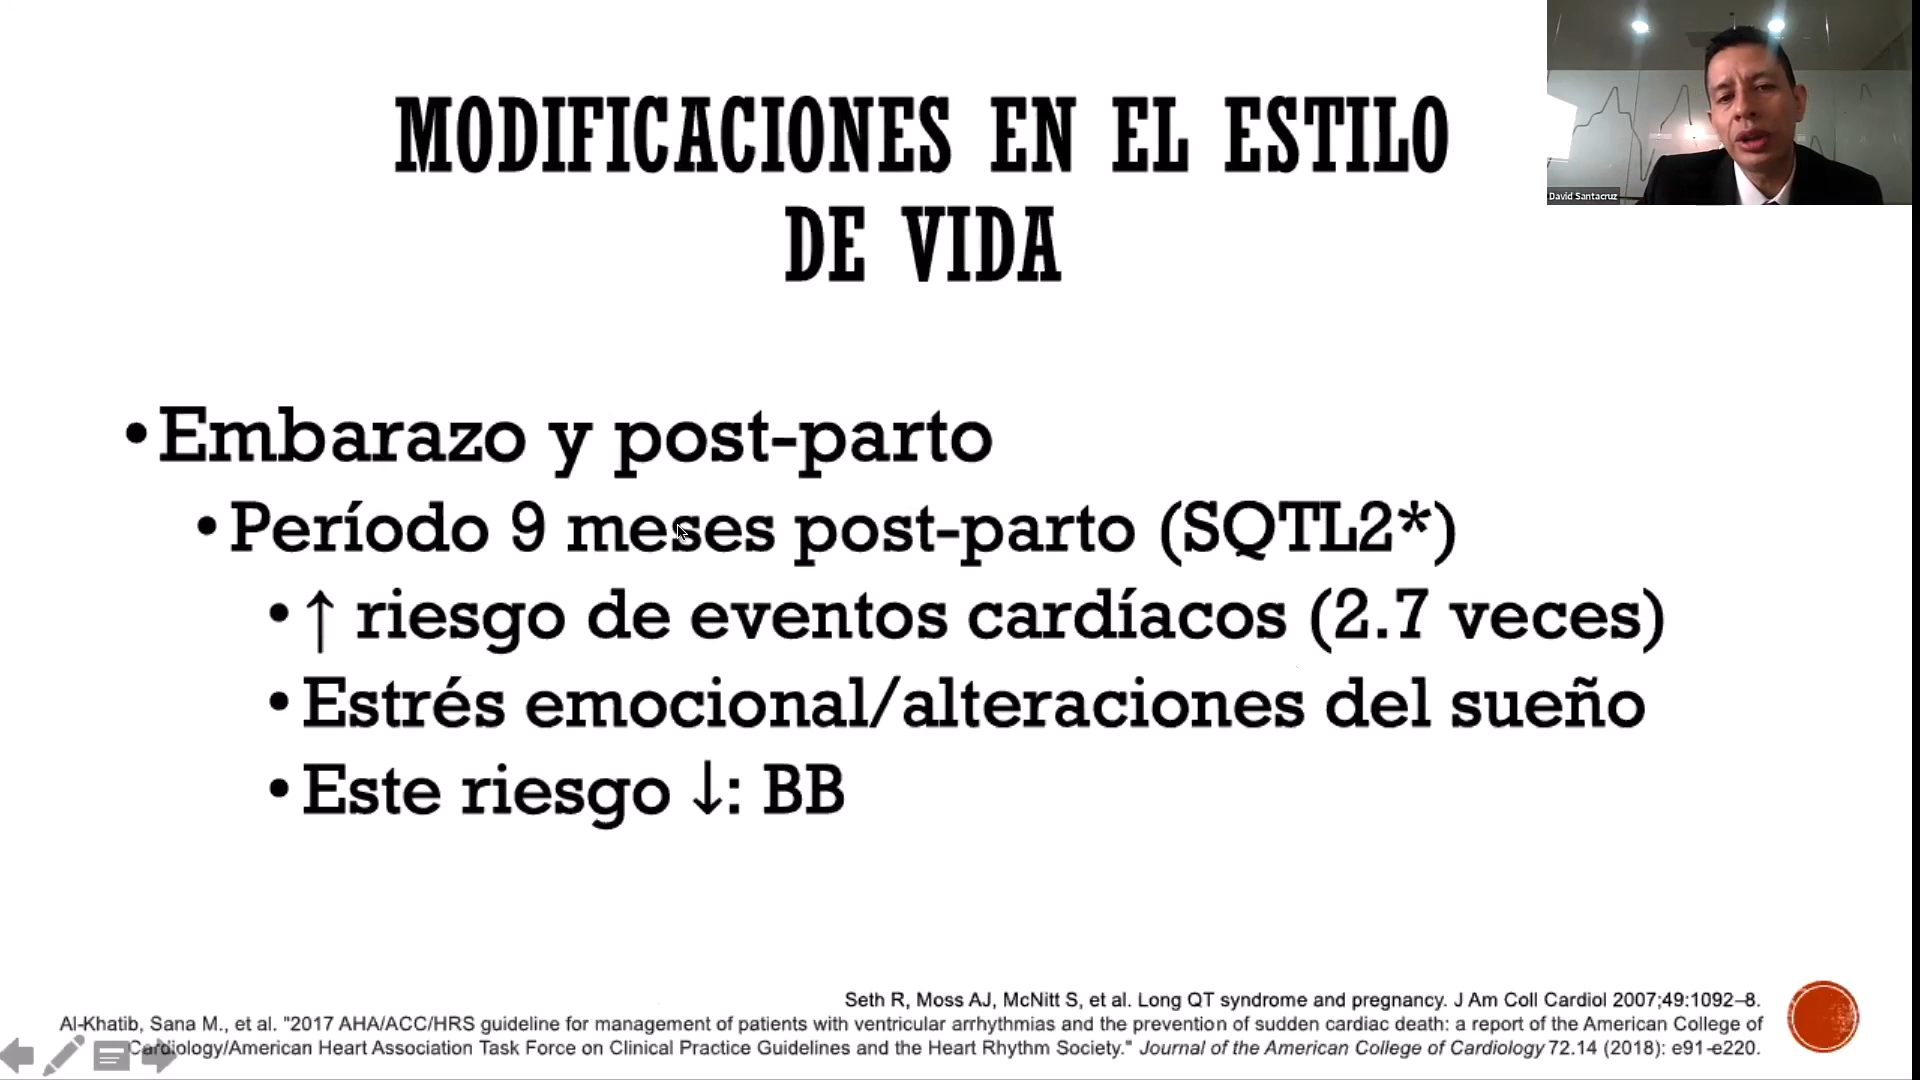 MODIFICACIONES EN EL ESTILO
DE VIDA
David Santacruz
•Embarazo y post-parto
•Período 9 meses post-parto (SQTL2*)
•↑ riesgo de eventos cardíacos (2.7 veces)
•Estrés emocional/alteraciones del sueño
•Este riesgo ↓: BB
Seth R, Moss AJ, McNitt S, et al. Long QT syndrome and pregnancy. J Am Coll Cardiol 2007;49:1092–8.
Al-Khatib, Sana M., et al. "2017 AHA/ACC/HRS guideline for management of patients with ventricular arrhythmias and the prevention of sudden cardiac death: a report of the American College of
Cardiology/American Heart Association Task Force on Clinical Practice Guidelines and the Heart Rhythm Society." Journal of the American College of Cardiology 72.14 (2018): e91-e220.